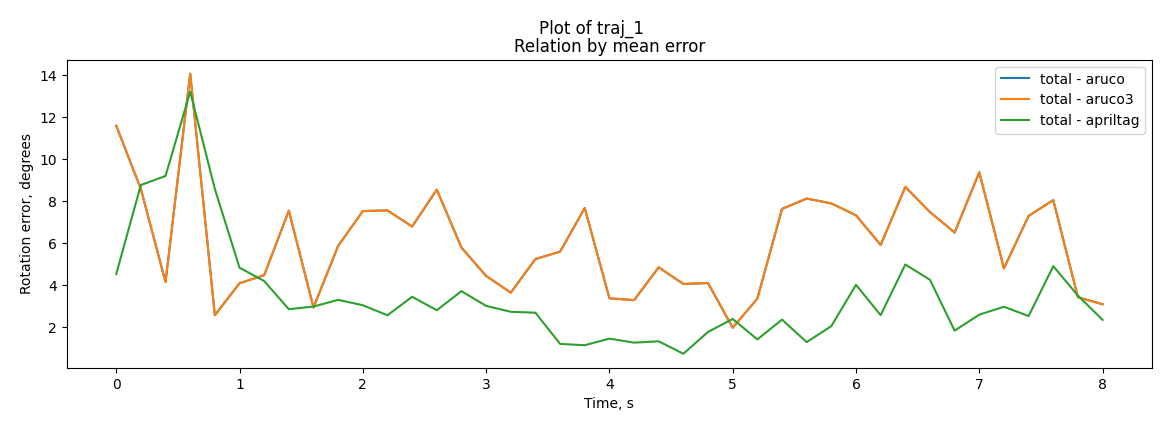 Plot of traj_1
Relation by mean error
total - aruco
total - aruco3
total - apriltag
Rotation error, degrees
14
12
10
8
6
4
2
0 1 2 3 4 5 6 7 8
Time, s